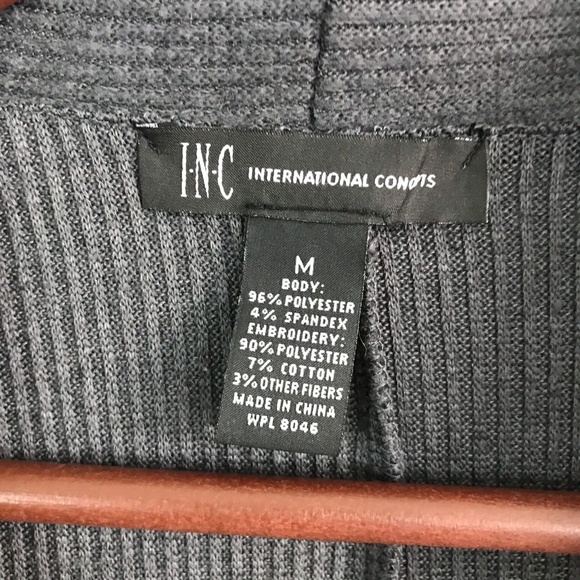 I·N·C INTERNATIONAL
M
BODY:
96% POLYESTER
4% SPANDEX
EMBROIDERY:
90% POLYESTER
7% COTTON
3% OTHER FIBERS
MADE IN CHINA
WPL 8046